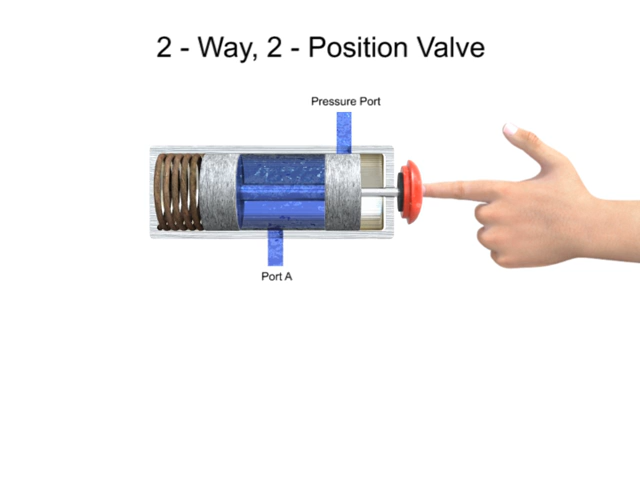 2 - Way, 2 - Position Valve
Pressure Port
Port A